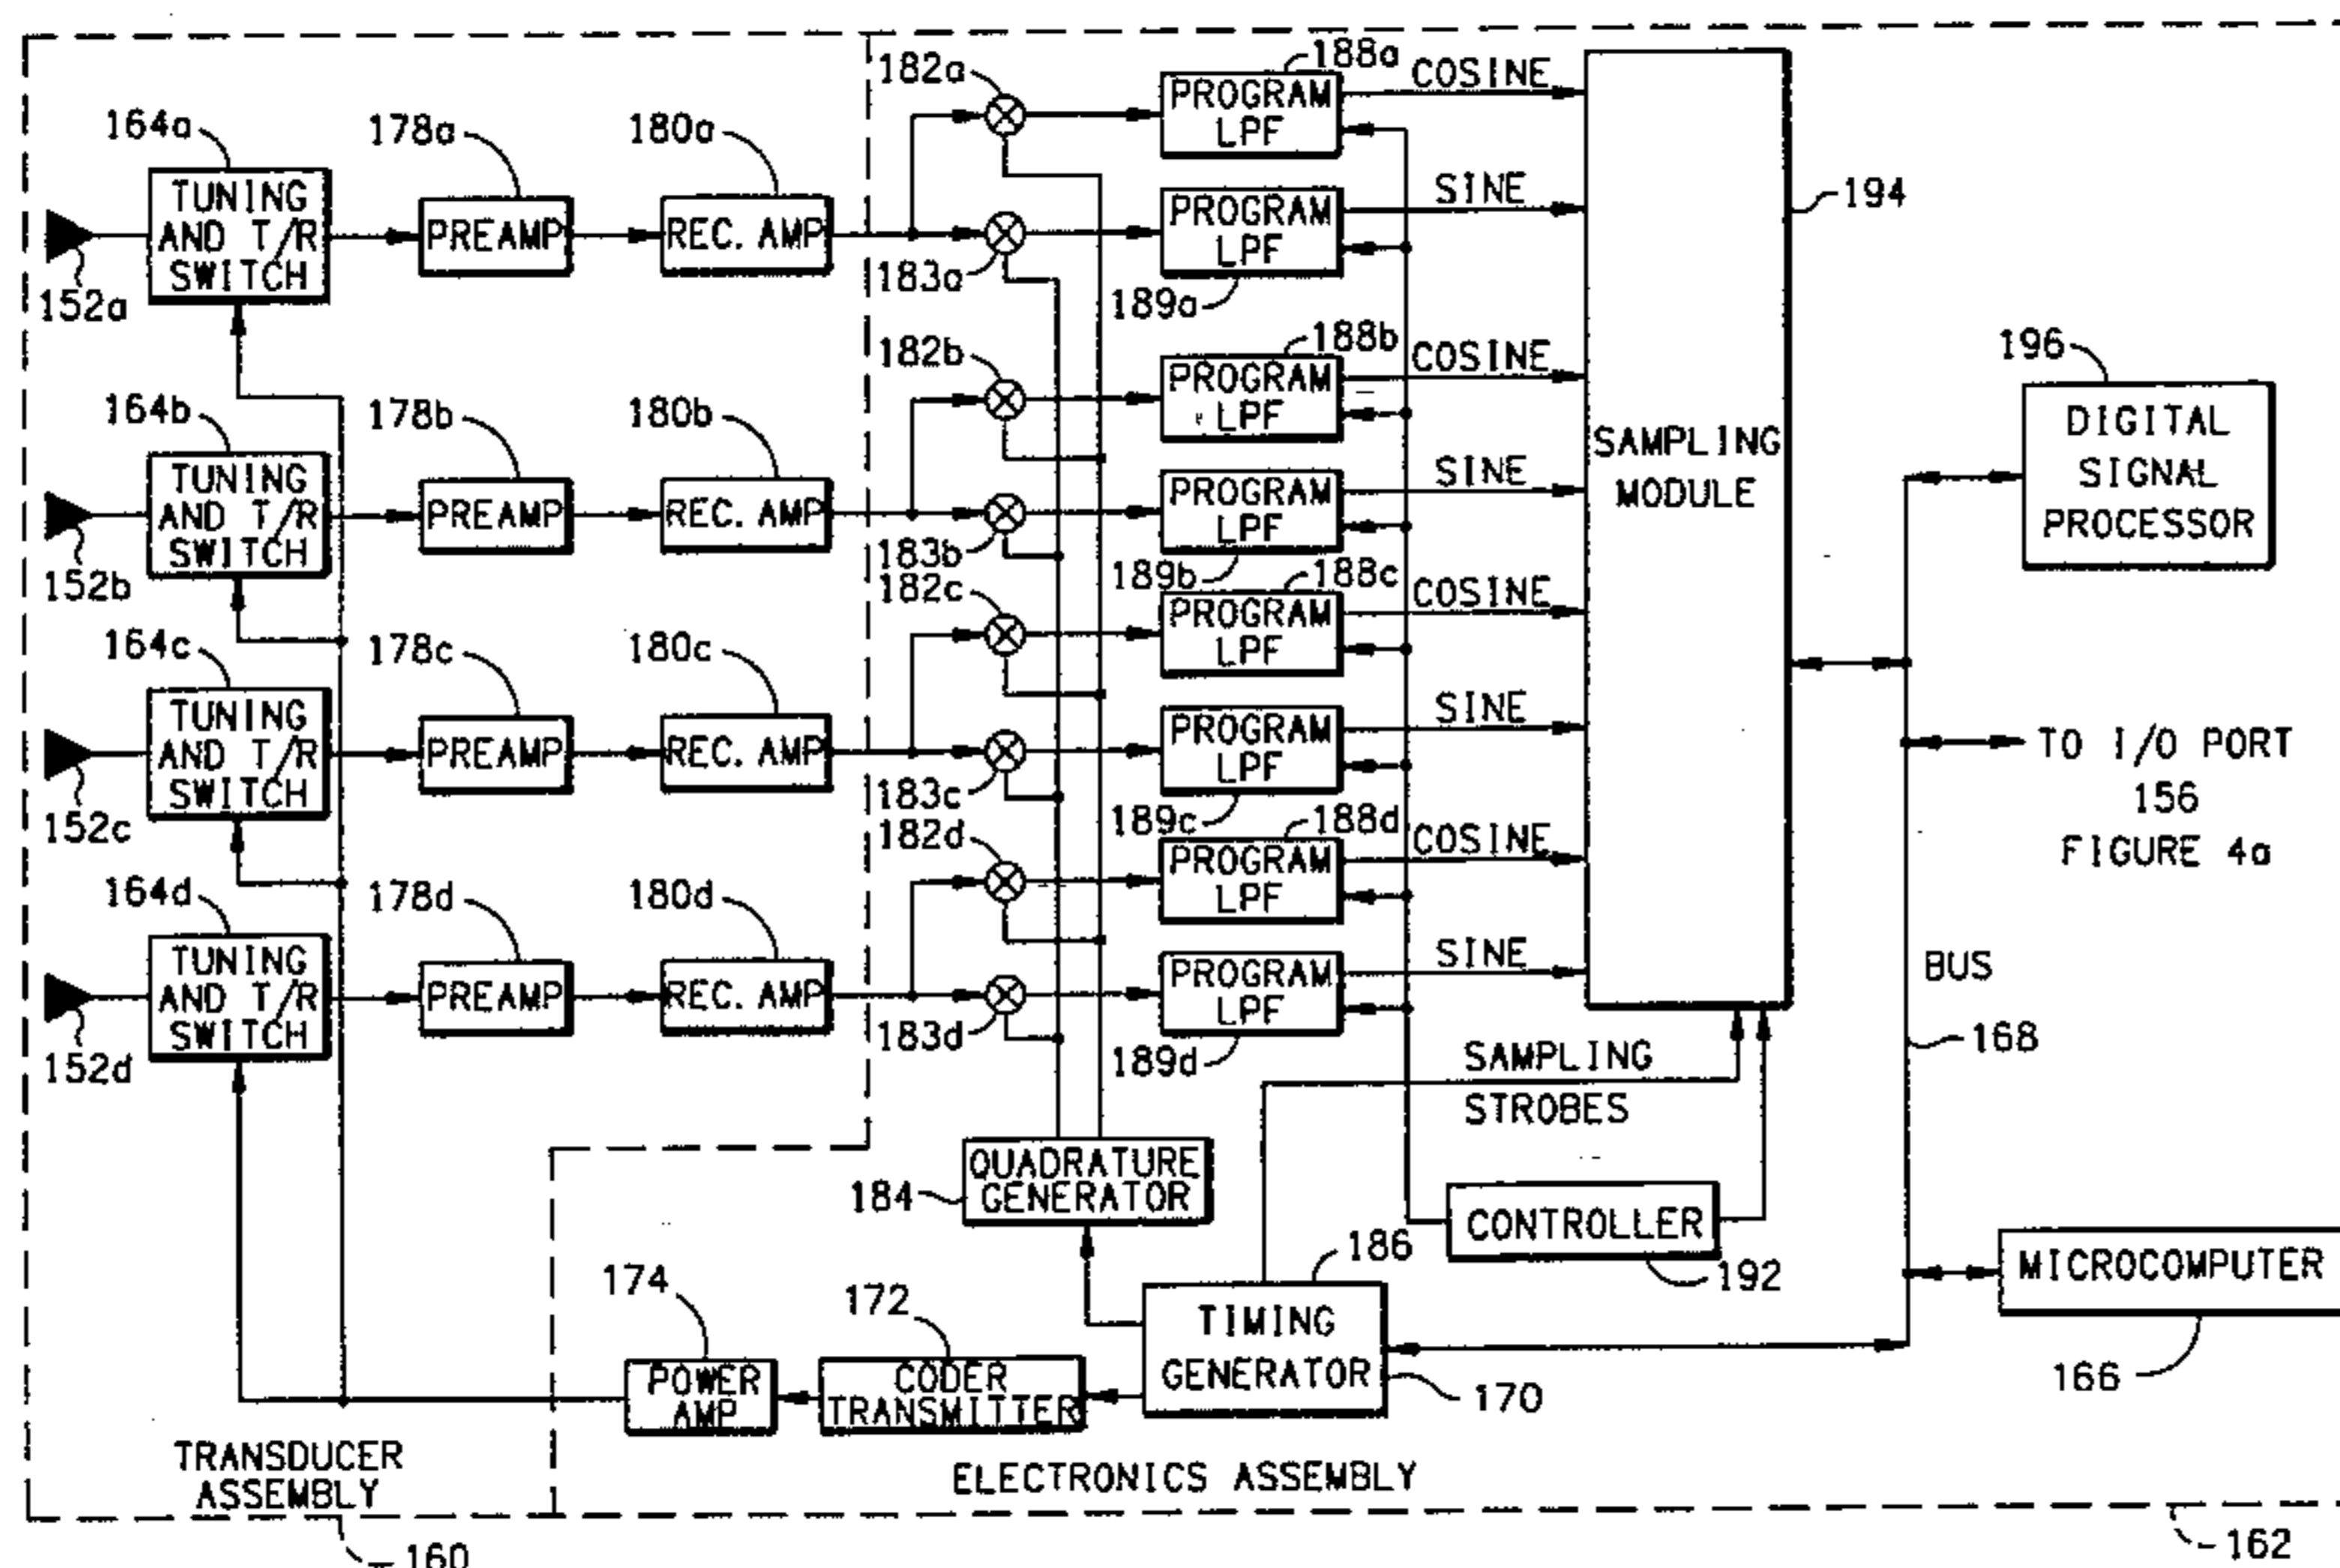 182a
188a
COSINE
164a
178a
180a
PROGRAM
LPF
TUNING
AND T/R
SWITCH
PREAMP
REC. AMP
SINE
194
PROGRAM
LPF
152a
183a
189a
182b
188b
COSINE
196
164b
178b
180b
PROGRAM
LPF
SAMPLING
MODULE
DIGITAL
SIGNAL
PROCESSOR
TUNING
AND T/R
SWITCH
PREAMP
REC. AMP
SINE
PROGRAM
LPF
152b
183b
189b
182c
188c
COSINE
164c
178c
180c
PROGRAM
LPF
TUNING
AND T/R
SWITCH
PREAMP
REC. AMP
SINE
PROGRAM
LPF
TO I/O PORT
156
FIGURE 4a
152c
183c
189c
182d
188d
COSINE
164d
178d
180d
PROGRAM
LPF
TUNING
AND T/R
SWITCH
PREAMP
REC. AMP
SINE
PROGRAM
LPF
BUS
168
152d
183d
189d
SAMPLING
STROBES
184
QUADRATURE
GENERATOR
CONTROLLER
192
186
MICROCOMPUTER
166
174
172
TIMING
GENERATOR
170
POWER
AMP
CODER
TRANSMITTER
TRANSDUCER
ASSEMBLY
ELECTRONICS ASSEMBLY
160
162